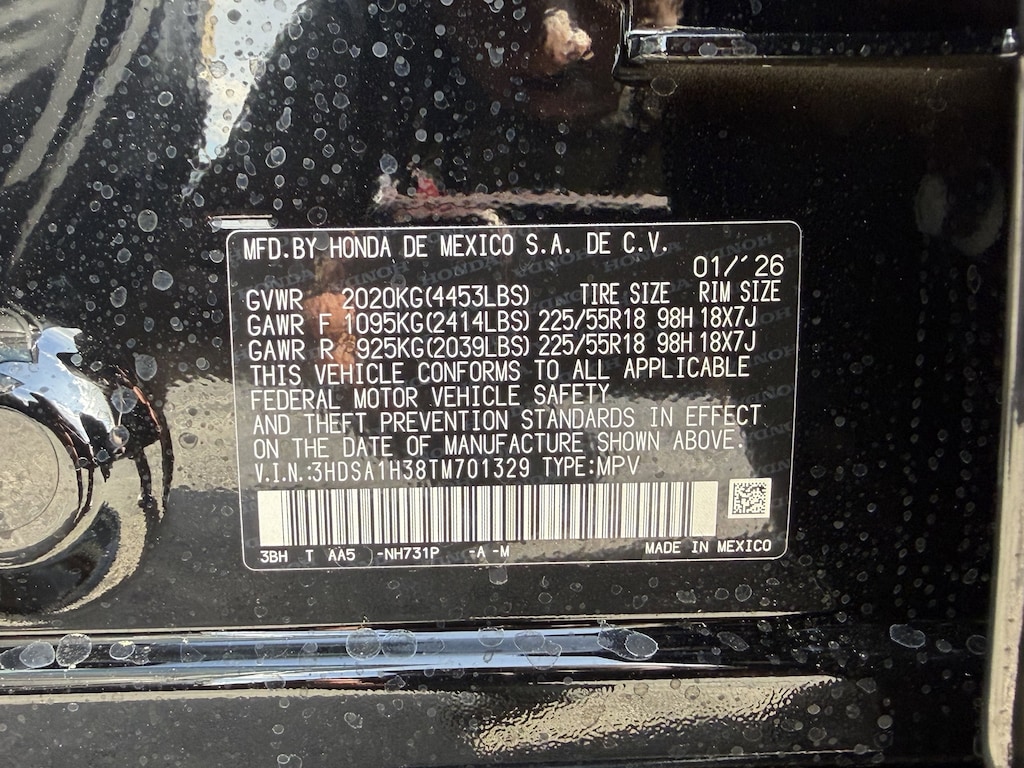 MFD.BY HONDA DE MEXICO S.A. DE C.V.
01/'26
GVWR 2020KG(4453LBS) TIRE SIZE RIM SIZE
GAWR F 1095KG(2414LBS) 225/55R18 98H 18X7J
GAWR R 925KG(2039LBS) 225/55R18 98H 18X7J
THIS VEHICLE CONFORMS TO ALL APPLICABLE
FEDERAL MOTOR VEHICLE SAFETY
AND THEFT PREVENTION STANDARDS IN EFFECT
ON THE DATE OF MANUFACTURE SHOWN ABOVE.
V.I.N.:3HDSA1H38TM701329 TYPE:MPV
3BH T AA5 -NH731P -A -M MADE IN MEXICO